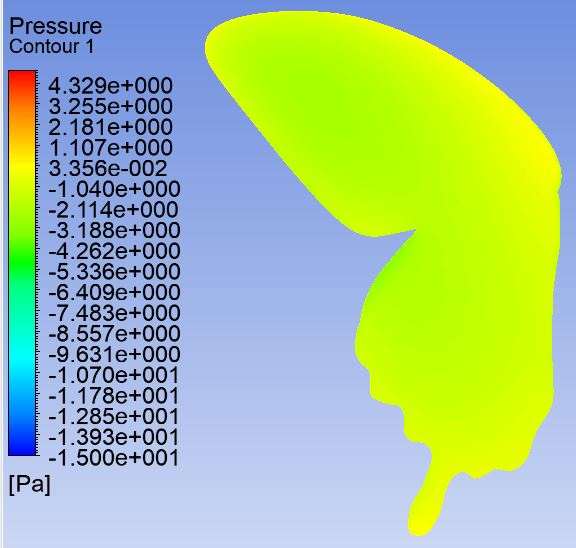 Pressure
Contour 1
4.329e+000
3.255e+000
2.181e+000
1.107e+000
3.356e-002
-1.040e+000
-2.114e+000
-3.188e+000
-4.262e+000
-5.336e+000
-6.409e+000
-7.483e+000
-8.557e+000
-9.631e+000
-1.070e+001
-1.178e+001
-1.285e+001
-1.393e+001
-1.500e+001
[Pa]